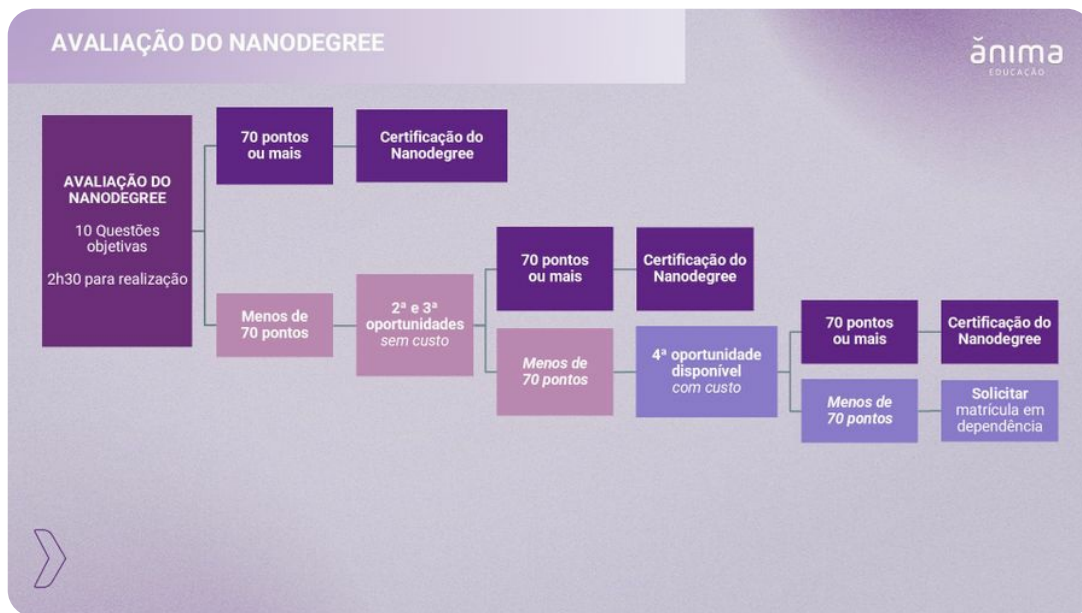 AVALIAÇÃO DO NANODEGREE
ănıma
EDUCAÇÃO
AVALIAÇÃO DO
NANODEGREE
10 Questões
objetivas
2h30 para realização
70 pontos
ou mais
Certificação do
Nanodegree
Menos de
70 pontos
2ª e 3ª
oportunidades
sem custo
70 pontos
ou mais
Certificação do
Nanodegree
Menos de
70 pontos
4ª oportunidade
disponível
com custo
70 pontos
ou mais
Certificação do
Nanodegree
Menos de
70 pontos
Solicitar
matrícula em
dependência